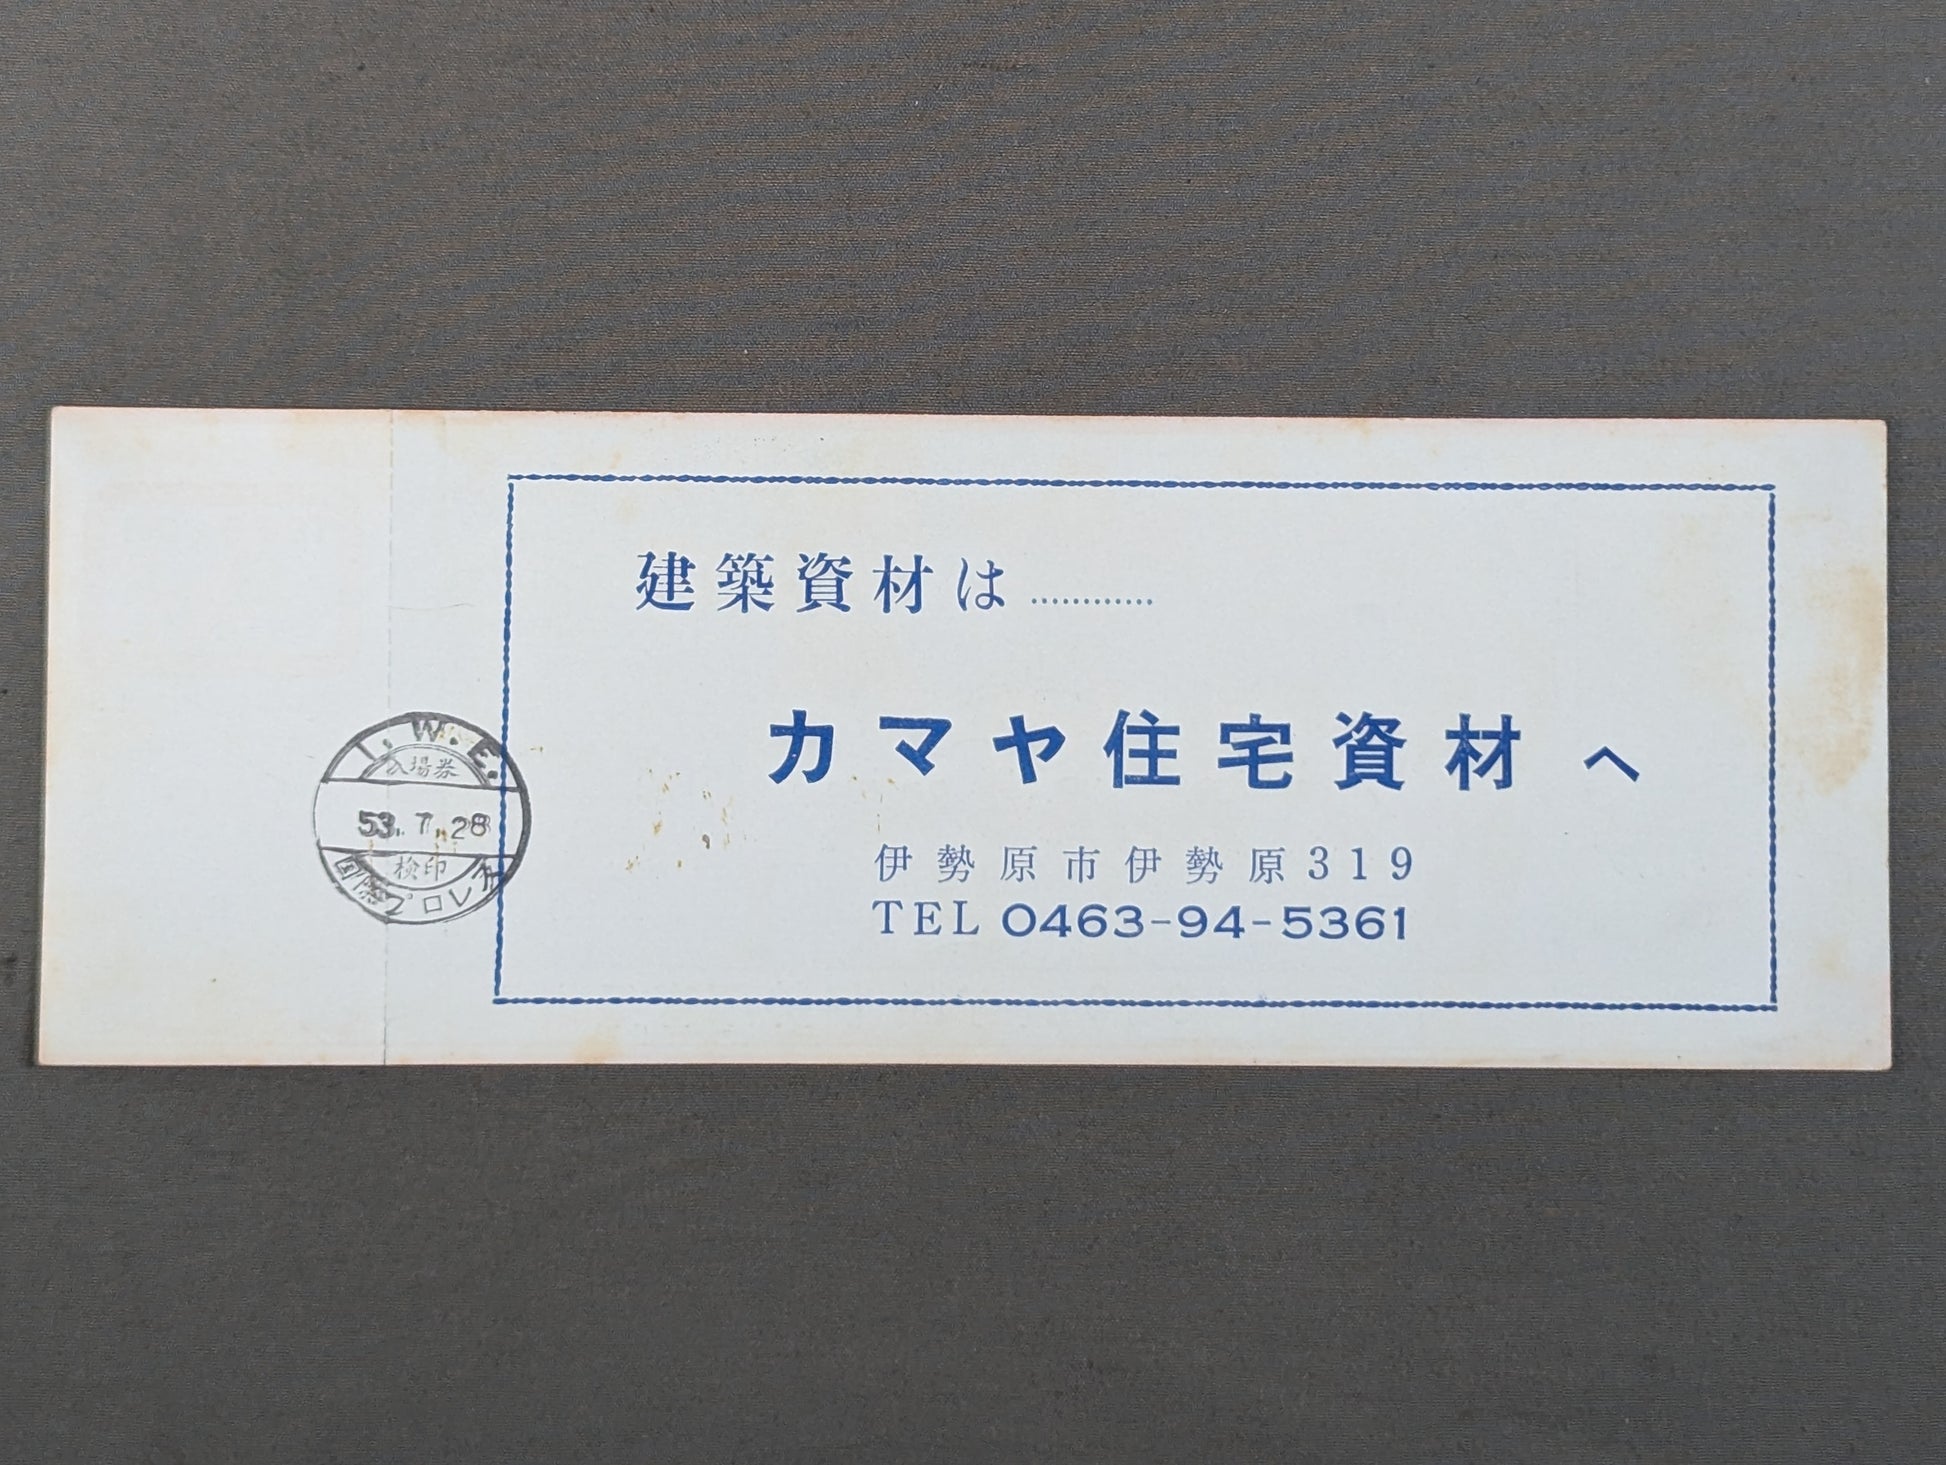 建築資材は…………
カマヤ住宅資材へ
伊勢原市伊勢原319
TEL 0463-94-5361
I.W.E.
入場券
53.7.28
検印
国際プロレス